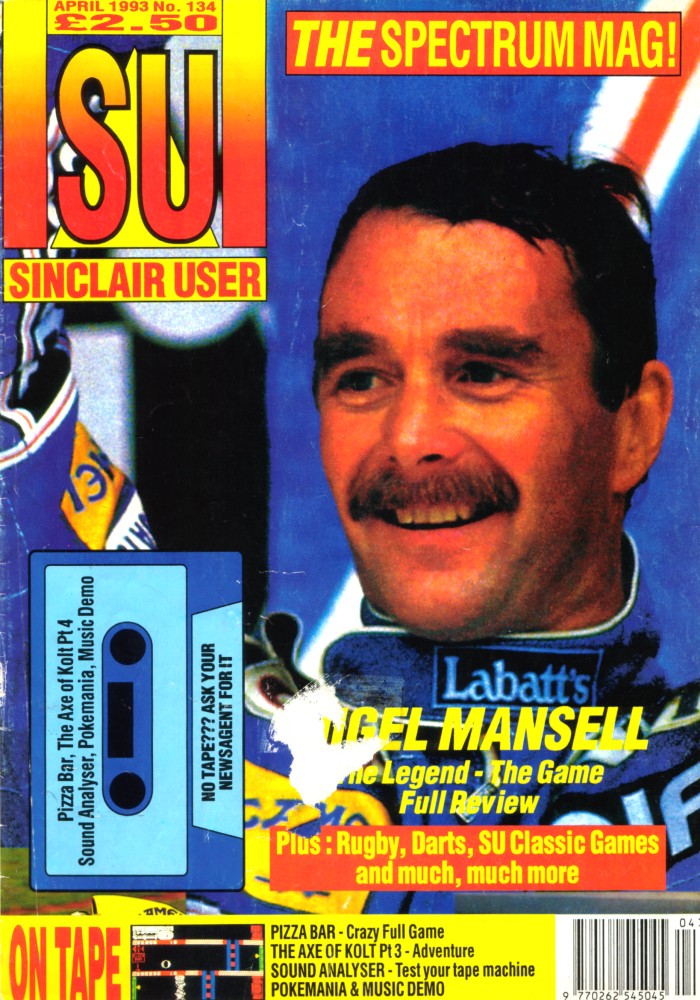 APRIL 1993 No. 134
£2.50
THE SPECTRUM MAG!
SU
SINCLAIR USER
Pizza Bar, The Axe of Kolt Pt 4
Sound Analyser, Pokemania, Music Demo
NO TAPE??? ASK YOUR
NEWSAGENT FOR IT
Labatt's
MANSELL
Legend - The Game
Full Review
Plus : Rugby, Darts, SU Classic Games
and much, much more
ON TAPE
PIZZA BAR - Crazy Full Game
THE AXE OF KOLT Pt 3 - Adventure
SOUND ANALYSER - Test your tape machine
POKEMANIA & MUSIC DEMO
04
9 770262 545045